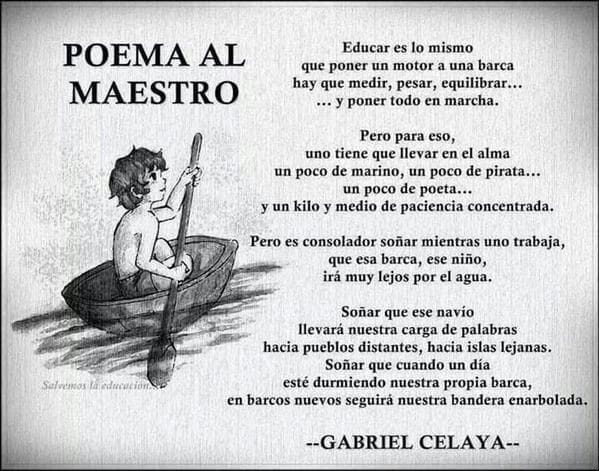 POEMA AL
MAESTRO
Educar es lo mismo
que poner un motor a una barca
hay que medir, pesar, equilibrar...
... y poner todo en marcha.
Pero para eso,
uno tiene que llevar en el alma
un poco de marino, un poco de pirata...
un poco de poeta...
y un kilo y medio de paciencia concentrada.
Pero es consolador soñar mientras uno trabaja,
que esa barca, ese niño,
irá muy lejos por el agua.
Soñar que ese navío
llevará nuestra carga de palabras
hacia pueblos distantes, hacia islas lejanas.
Soñar que cuando un día
esté durmiendo nuestra propia barca,
en barcos nuevos seguirá nuestra bandera enarbolada.
Salvemos la educación...
--GABRIEL CELAYA--